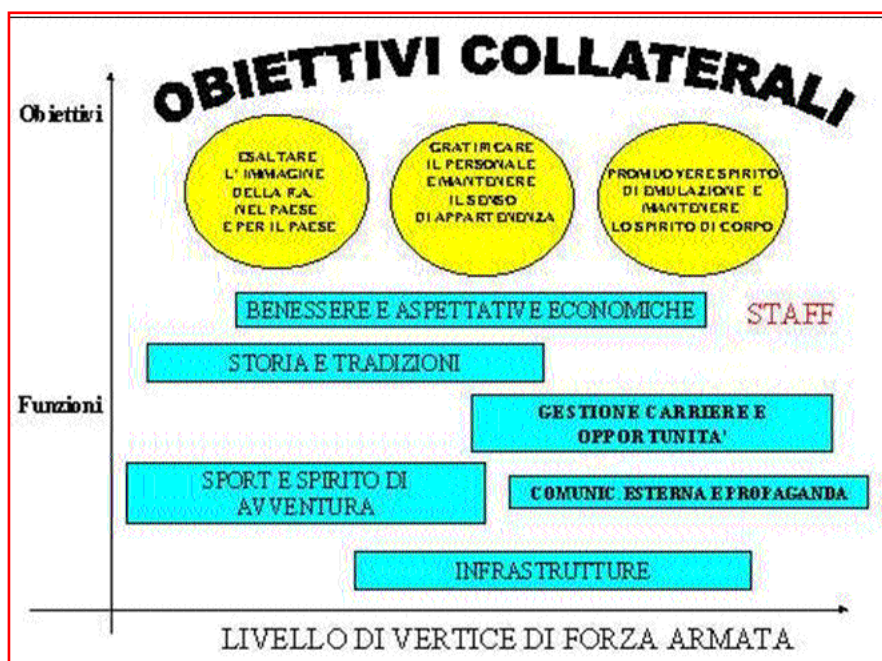 OBIETTIVI COLLATERALI
Obiettivi
ESALTARE
L' IMMAGINE
DELLA F.A.
NEL PAESE
E PER IL PAESE
GRATIFICARE
IL PERSONALE
E MANTENERE
IL SENSO
DI APPARTENENZA
PROMUOVERE SPIRITO
DI EMULAZIONE E
MANTENERE
LO SPIRITO DI CORPO
BENESSERE E ASPETTATIVE ECONOMICHE
STAFF
STORIA E TRADIZIONI
Funzioni
GESTIONE CARRIERE E
OPPORTUNITA'
SPORT E SPIRITO DI
AVVENTURA
COMUNIC. ESTERNA E PROPAGANDA
INFRASTRUTTURE
LIVELLO DI VERTICE DI FORZA ARMATA